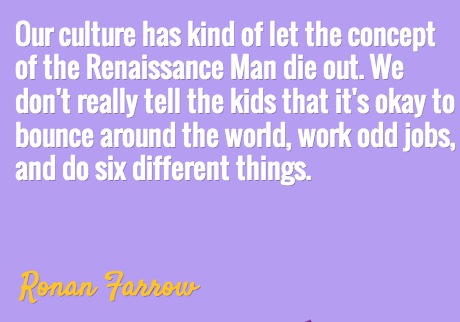 Our culture has kind of let the concept
of the Renaissance Man die out. We
don't really tell the kids that it's okay to
bounce around the world, work odd jobs,
and do six different things.
Ronan Farrow